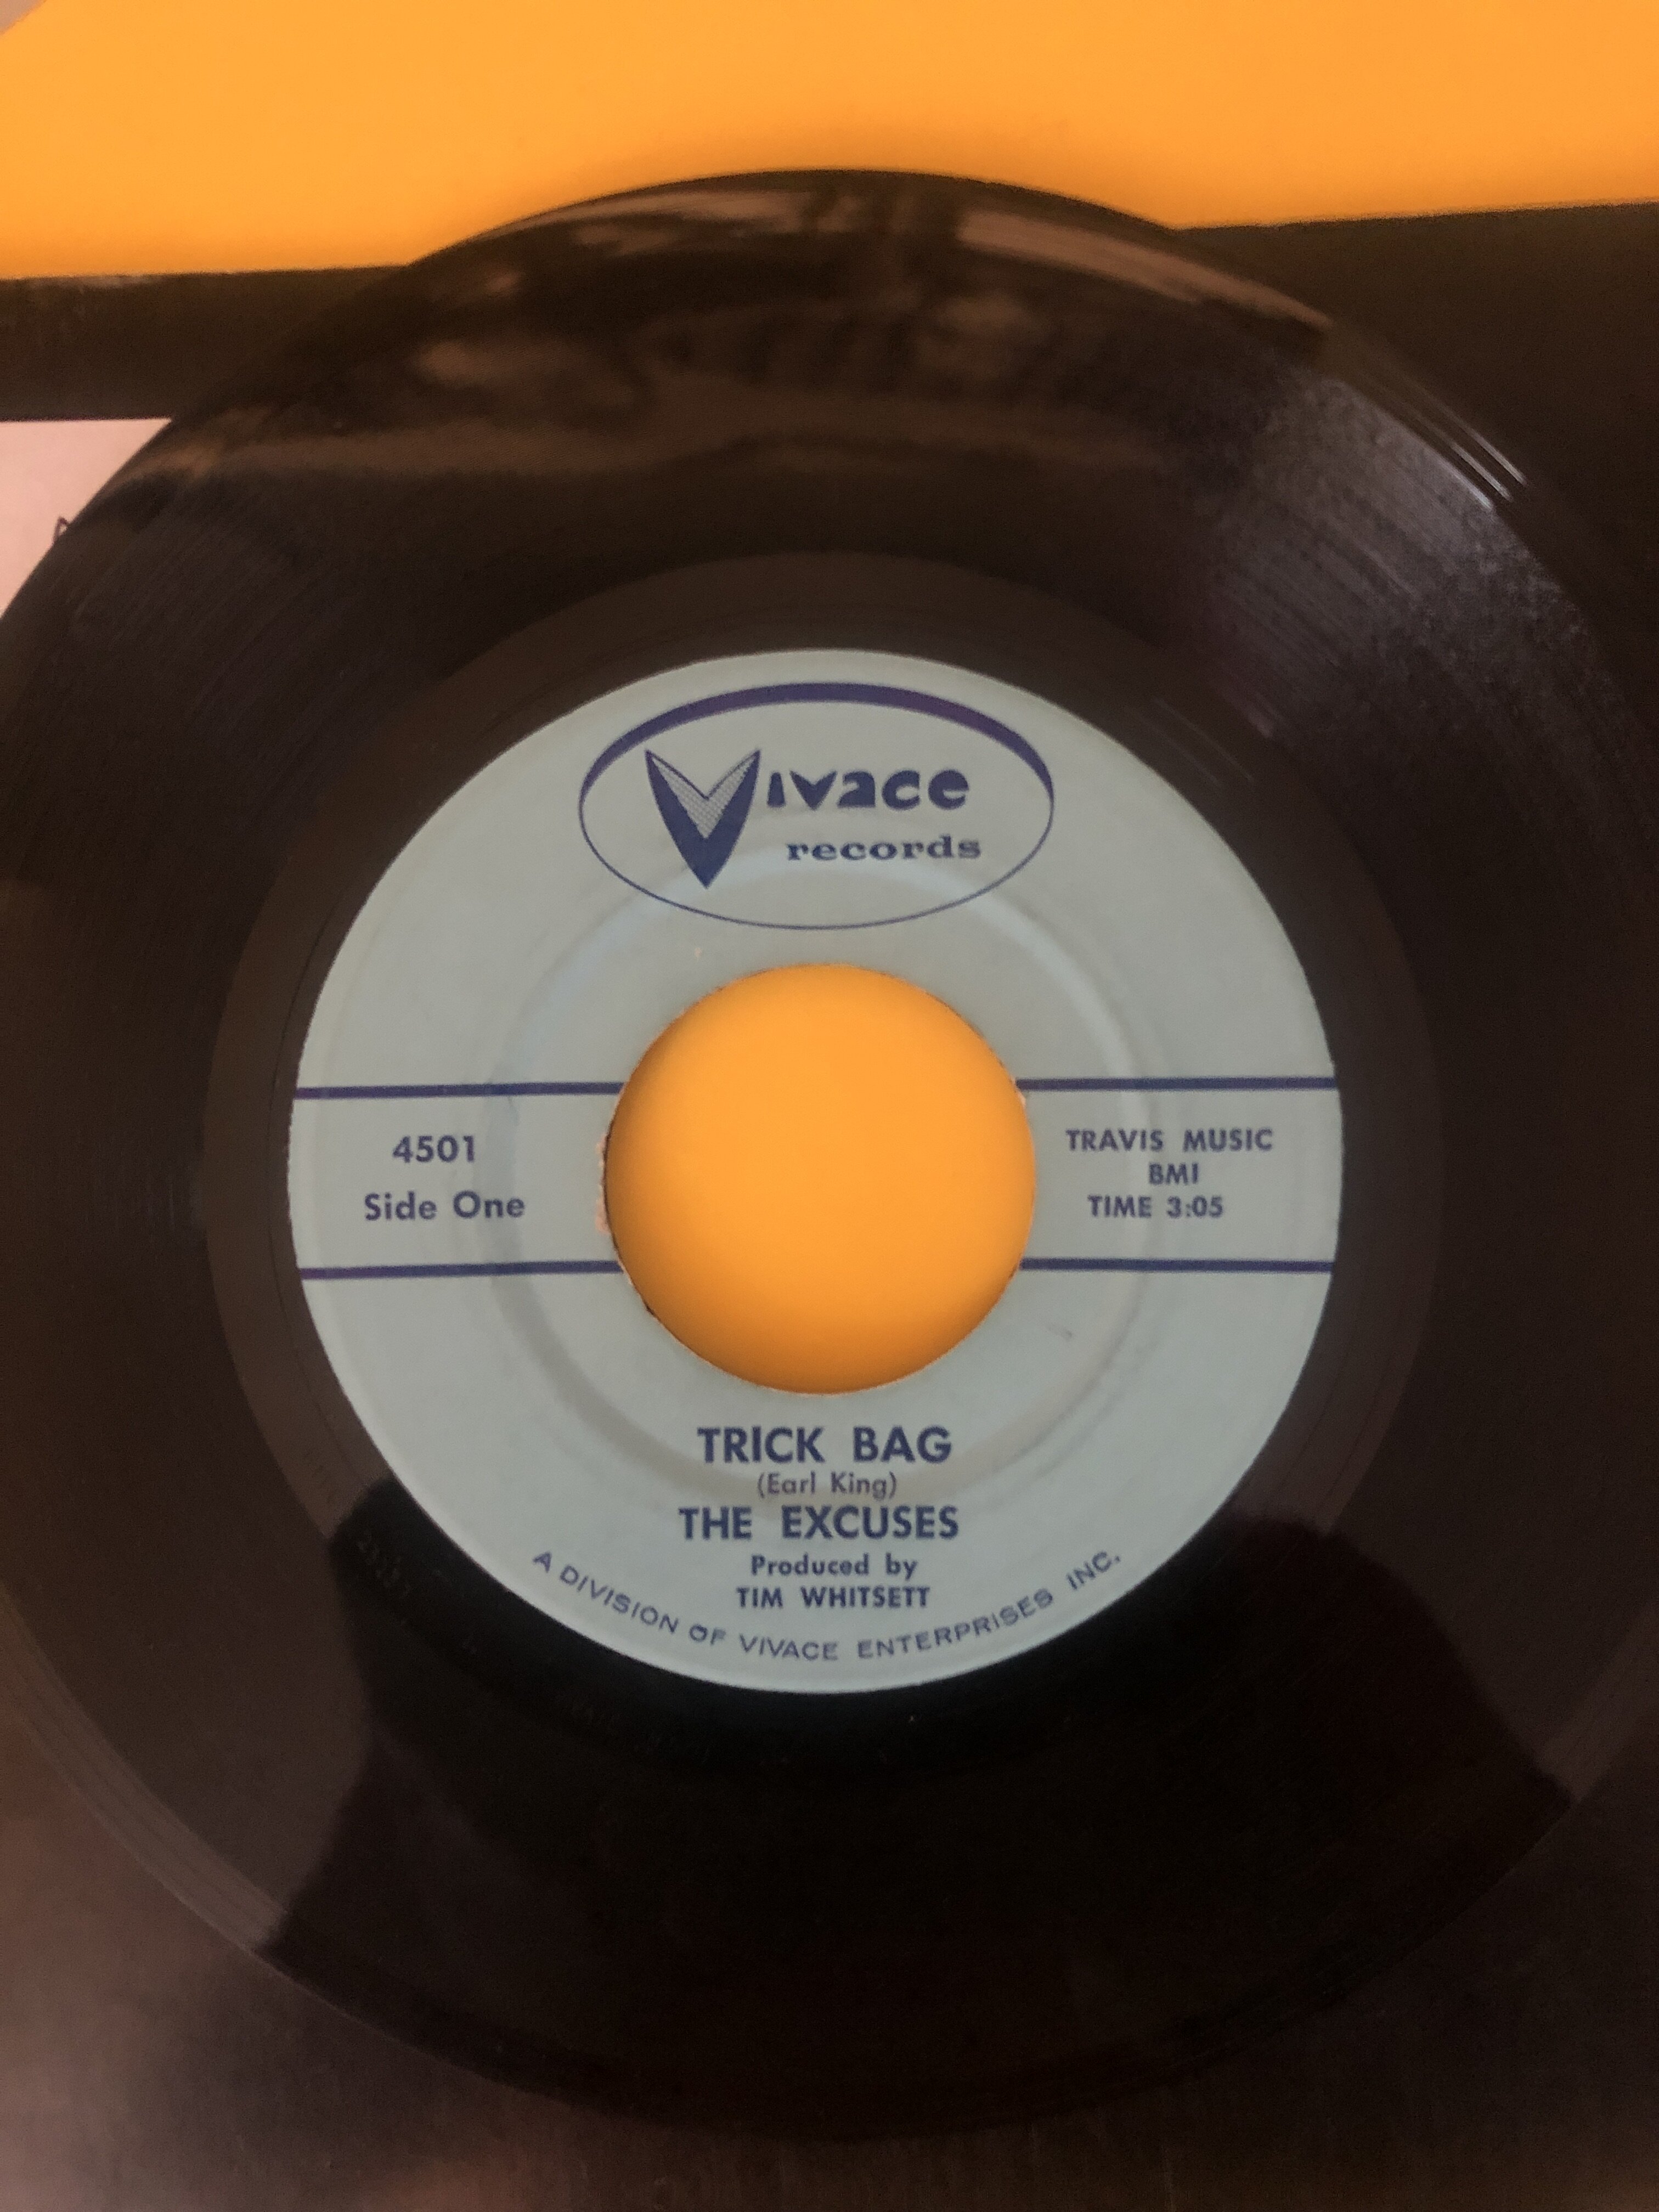 Vivace
records
4501
Side One
TRAVIS MUSIC
BMI
TIME 3:05
TRICK BAG
(Earl King)
THE EXCUSES
Produced by
TIM WHITSETT
A DIVISION OF VIVACE ENTERPRISES INC.